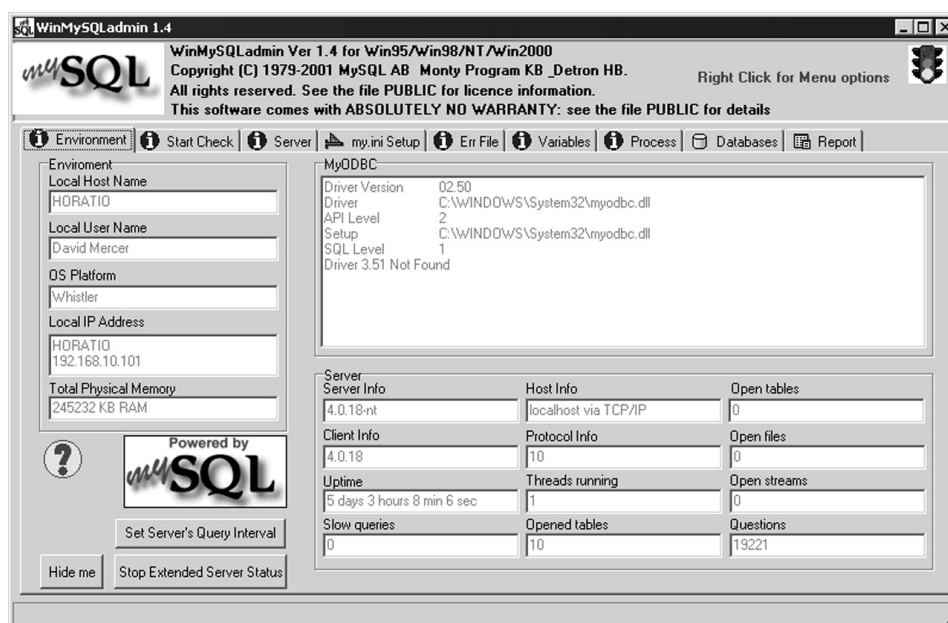 WinMySQLadmin 1.4
mySQL
WinMySQLadmin Ver 1.4 for Win95/Win98/NT/Win2000
Copyright (C) 1979-2001 MySQL AB Monty Program KB _Detron HB.
All rights reserved. See the file PUBLIC for licence information.
This software comes with ABSOLUTELY NO WARRANTY: see the file PUBLIC for details
Right Click for Menu options
Environment Start Check Server my.ini Setup Err File Variables Process Databases Report
Enviroment
Local Host Name
HORATIO
Local User Name
David Mercer
OS Platform
Whistler
Local IP Address
HORATIO
192.168.10.101
Total Physical Memory
245232 KB RAM
Powered by
mySQL
Set Server's Query Interval
Hide me Stop Extended Server Status
MyODBC
Driver Version 02.50
Driver C:\WINDOWS\System32\myodbc.dll
API Level 2
Setup C:\WINDOWS\System32\myodbc.dll
SQL Level 1
Driver 3.51 Not Found
Server
Server Info Host Info Open tables
4.0.18-nt localhost via TCP/IP 0
Client Info Protocol Info Open files
4.0.18 10 0
Uptime Threads running Open streams
5 days 3 hours 8 min 6 sec 1 0
Slow queries Opened tables Questions
0 10 19221